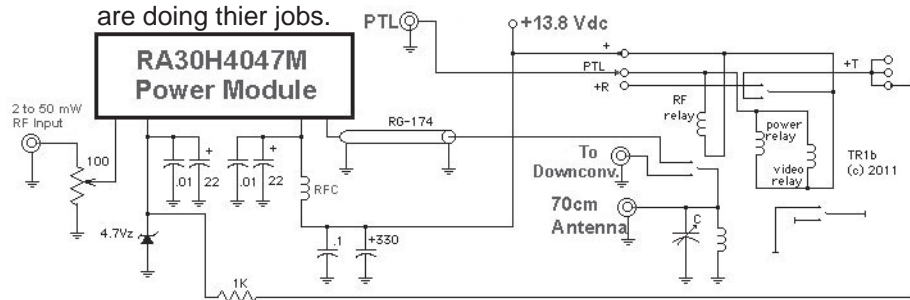 are doing thier jobs.
PTL
+13.8 Vdc
RA30H4047M
Power Module
+
PTL
+R
+T
2 to 50 mW
RF Input
RF
relay
power
relay
video
relay
TR1b
(c) 2011
RG-174
100
+
.01
22
+
.01
22
RFC
To
Downconv.
70cm
Antenna
C
4.7Vz
.1
+330
1K